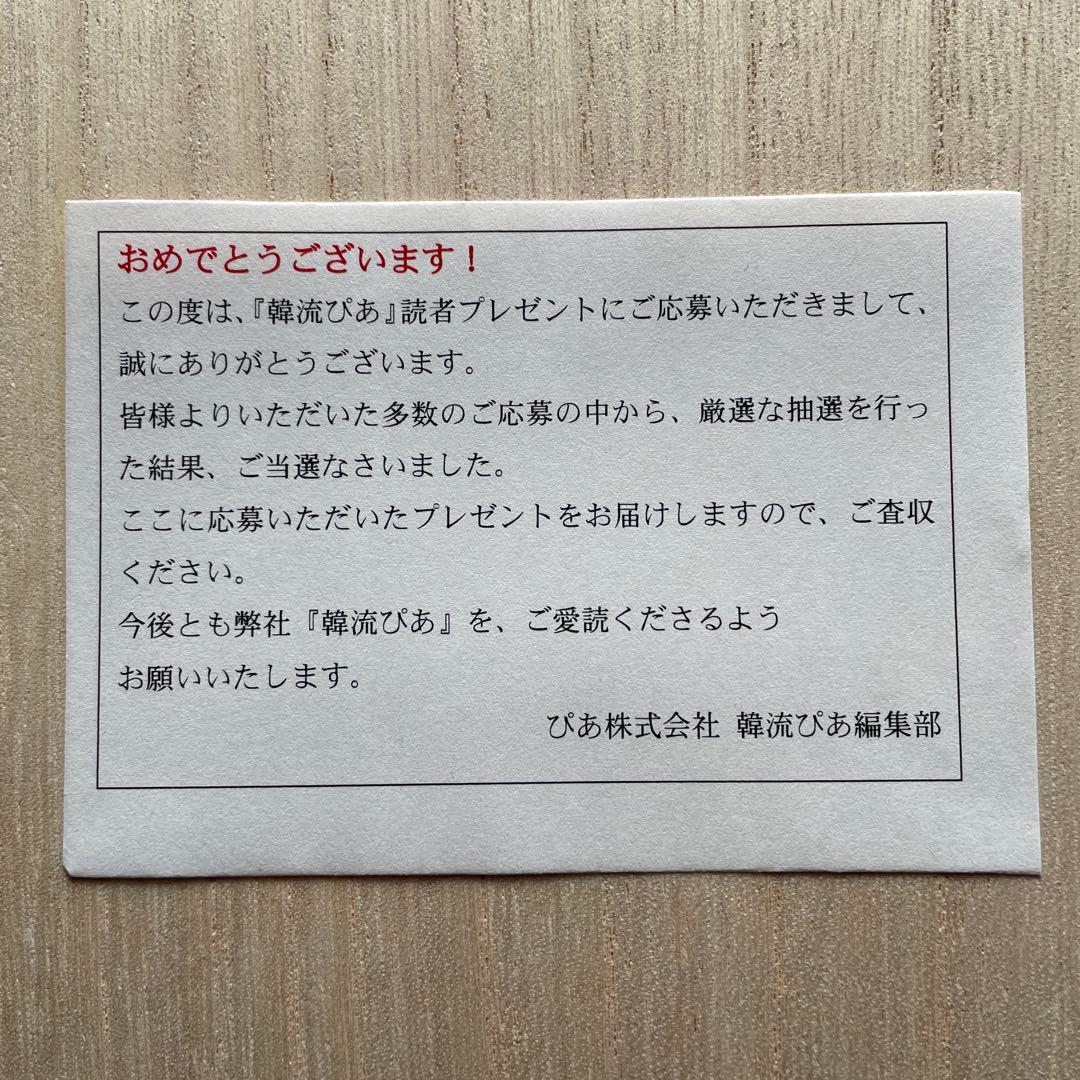 おめでとうございます！
この度は、『韓流ぴあ』読者プレゼントにご応募いただきまして、
誠にありがとうございます。
皆様よりいただいた多数のご応募の中から、厳選な抽選を行っ
た結果、ご当選なさいました。
ここに応募いただいたプレゼントをお届けしますので、ご査収
ください。
今後とも弊社『韓流ぴあ』を、ご愛読くださるよう
お願いいたします。
ぴあ株式会社 韓流ぴあ編集部